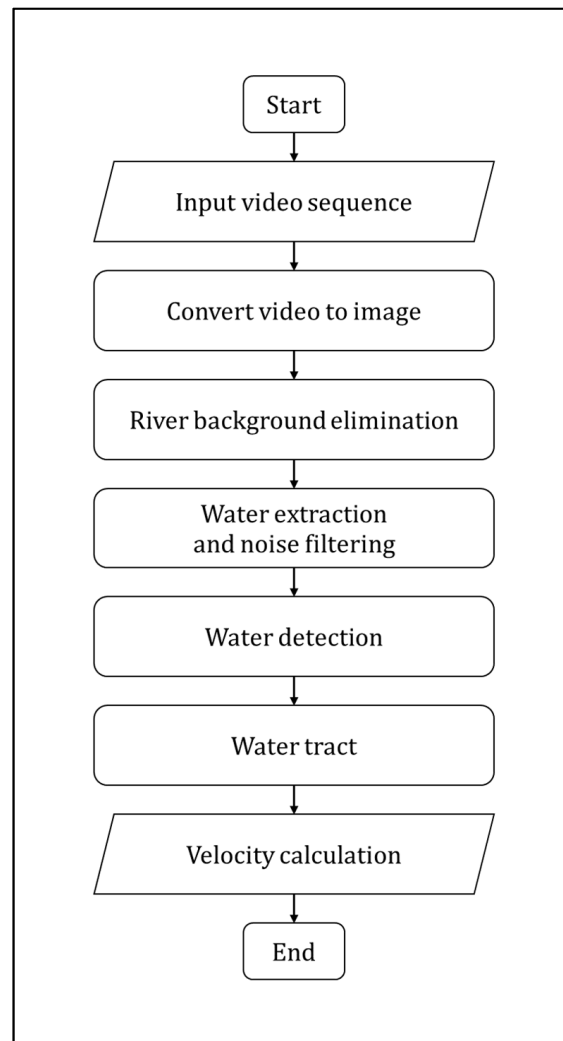 Start
Input video sequence
Convert video to image
River background elimination
Water extraction
and noise filtering
Water detection
Water tract
Velocity calculation
End